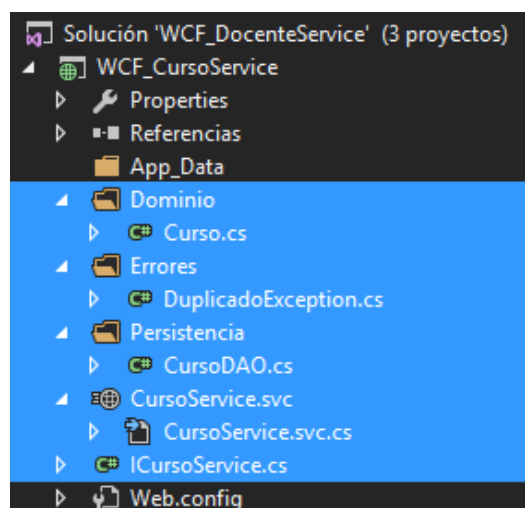 Solución 'WCF_DocenteService' (3 proyectos)
WCF_CursoService
Properties
Referencias
App_Data
Dominio
C# Curso.cs
Errores
C# DuplicadoException.cs
Persistencia
C# CursoDAO.cs
CursoService.svc
CursoService.svc.cs
C# ICursoService.cs
Web.config